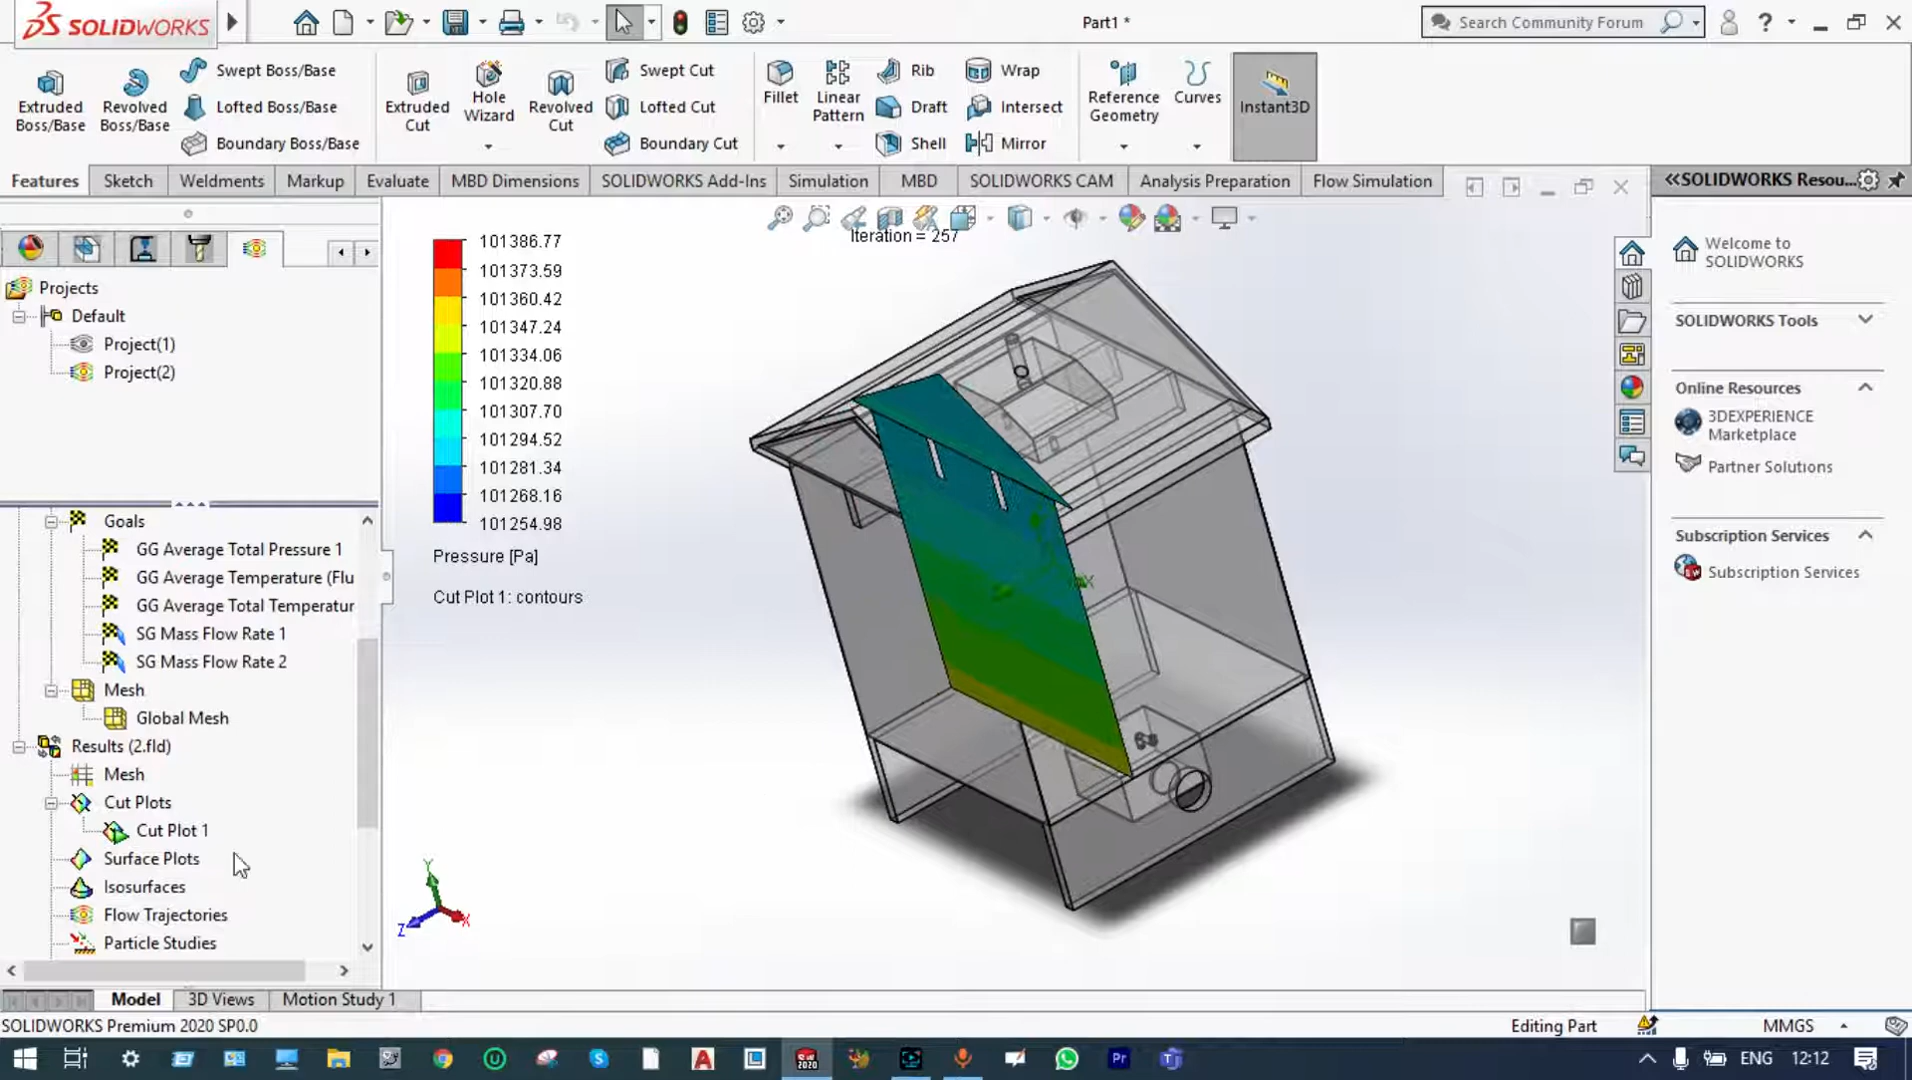 SOLIDWORKS
Part1 *
Search Community Forum
?
Extruded Boss/Base
Revolved Boss/Base
Swept Boss/Base
Lofted Boss/Base
Boundary Boss/Base
Extruded Cut
Hole Wizard
Revolved Cut
Swept Cut
Lofted Cut
Boundary Cut
Fillet
Linear Pattern
Rib
Draft
Shell
Wrap
Intersect
Mirror
Reference Geometry
Curves
Instant3D
Features
Sketch
Weldments
Markup
Evaluate
MBD Dimensions
SOLIDWORKS Add-Ins
Simulation
MBD
SOLIDWORKS CAM
Analysis Preparation
Flow Simulation
SOLIDWORKS Resou...
Projects
Default
Project(1)
Project(2)
Goals
GG Average Total Pressure 1
GG Average Temperature (Flu
GG Average Total Temperatur
SG Mass Flow Rate 1
SG Mass Flow Rate 2
Mesh
Global Mesh
Results (2.fld)
Mesh
Cut Plots
Cut Plot 1
Surface Plots
Isosurfaces
Flow Trajectories
Particle Studies
101386.77
101373.59
101360.42
101347.24
101334.06
101320.88
101307.70
101294.52
101281.34
101268.16
101254.98
Pressure [Pa]
Cut Plot 1: contours
Iteration = 257
X
Y
Z
X
Welcome to
SOLIDWORKS
SOLIDWORKS Tools
Online Resources
3DEXPERIENCE
Marketplace
Partner Solutions
Subscription Services
Subscription Services
Model
3D Views
Motion Study 1
SOLIDWORKS Premium 2020 SP0.0
Editing Part
MMGS
SW
2020
Pr
ENG
12:12